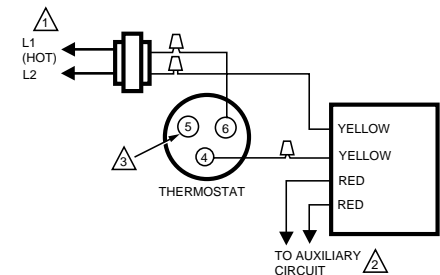 1
L1
(HOT)
L2
5
6
4
3
THERMOSTAT
YELLOW
YELLOW
RED
RED
TO AUXILIARY
CIRCUIT
2